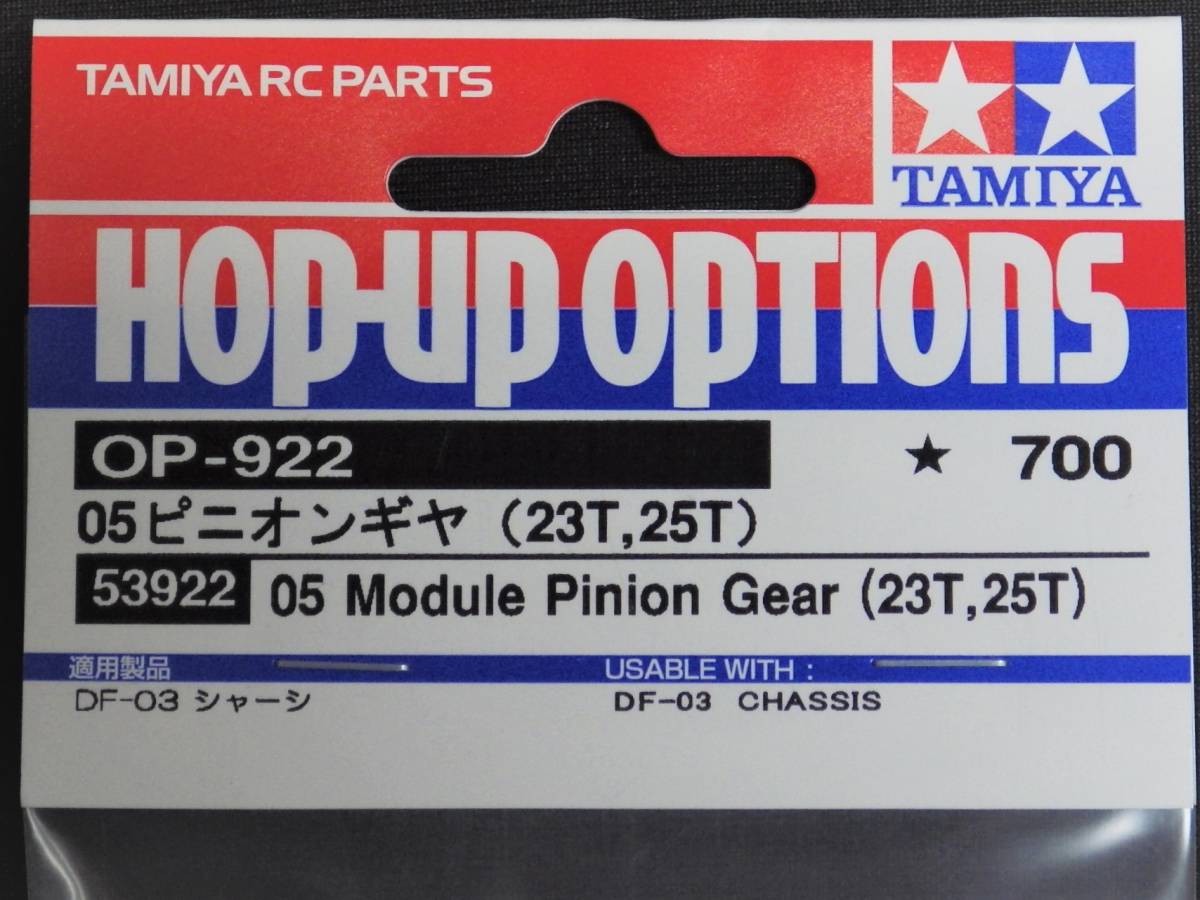 TAMIYA RC PARTS
TAMIYA
HOP-UP OPTIONS
OP-922 ★ 700
05ピニオンギヤ（23T,25T）
53922 05 Module Pinion Gear (23T,25T)
適用製品 USABLE WITH :
DF-03 シャーシ DF-03 CHASSIS